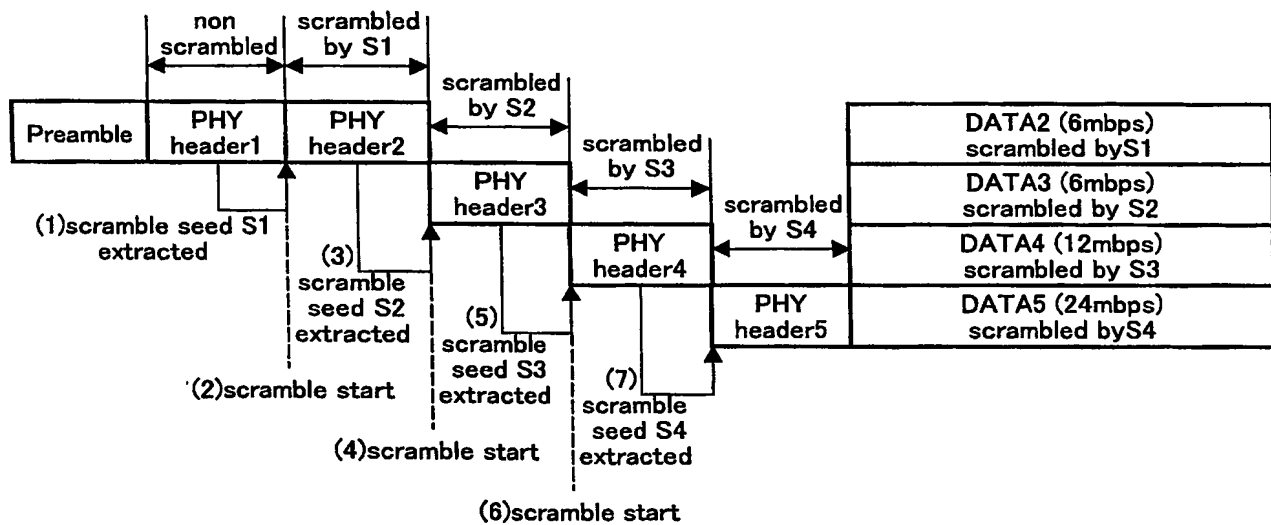 non
scrambled
scrambled
by S1
scrambled
by S2
scrambled
by S3
scrambled
by S4
Preamble
PHY
header1
PHY
header2
PHY
header3
PHY
header4
PHY
header5
DATA2 (6mbps)
scrambled byS1
DATA3 (6mbps)
scrambled by S2
DATA4 (12mbps)
scrambled by S3
DATA5 (24mbps)
scrambled byS4
(1)scramble seed S1
extracted
(2)scramble start
(3)
scramble
seed S2
extracted
(4)scramble start
(5)
scramble
seed S3
extracted
(6)scramble start
(7)
scramble
seed S4
extracted